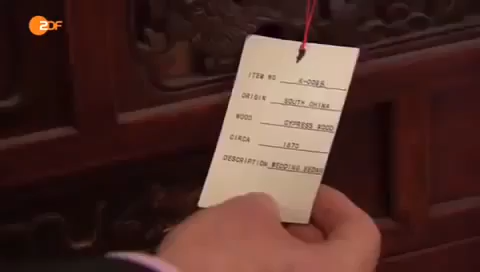 ZDF
ITEM NO
ORIGIN SOUTH CHINA
WOOD CYPRESS WOOD
CIRCA 1870
DESCRIPTION WEDDING